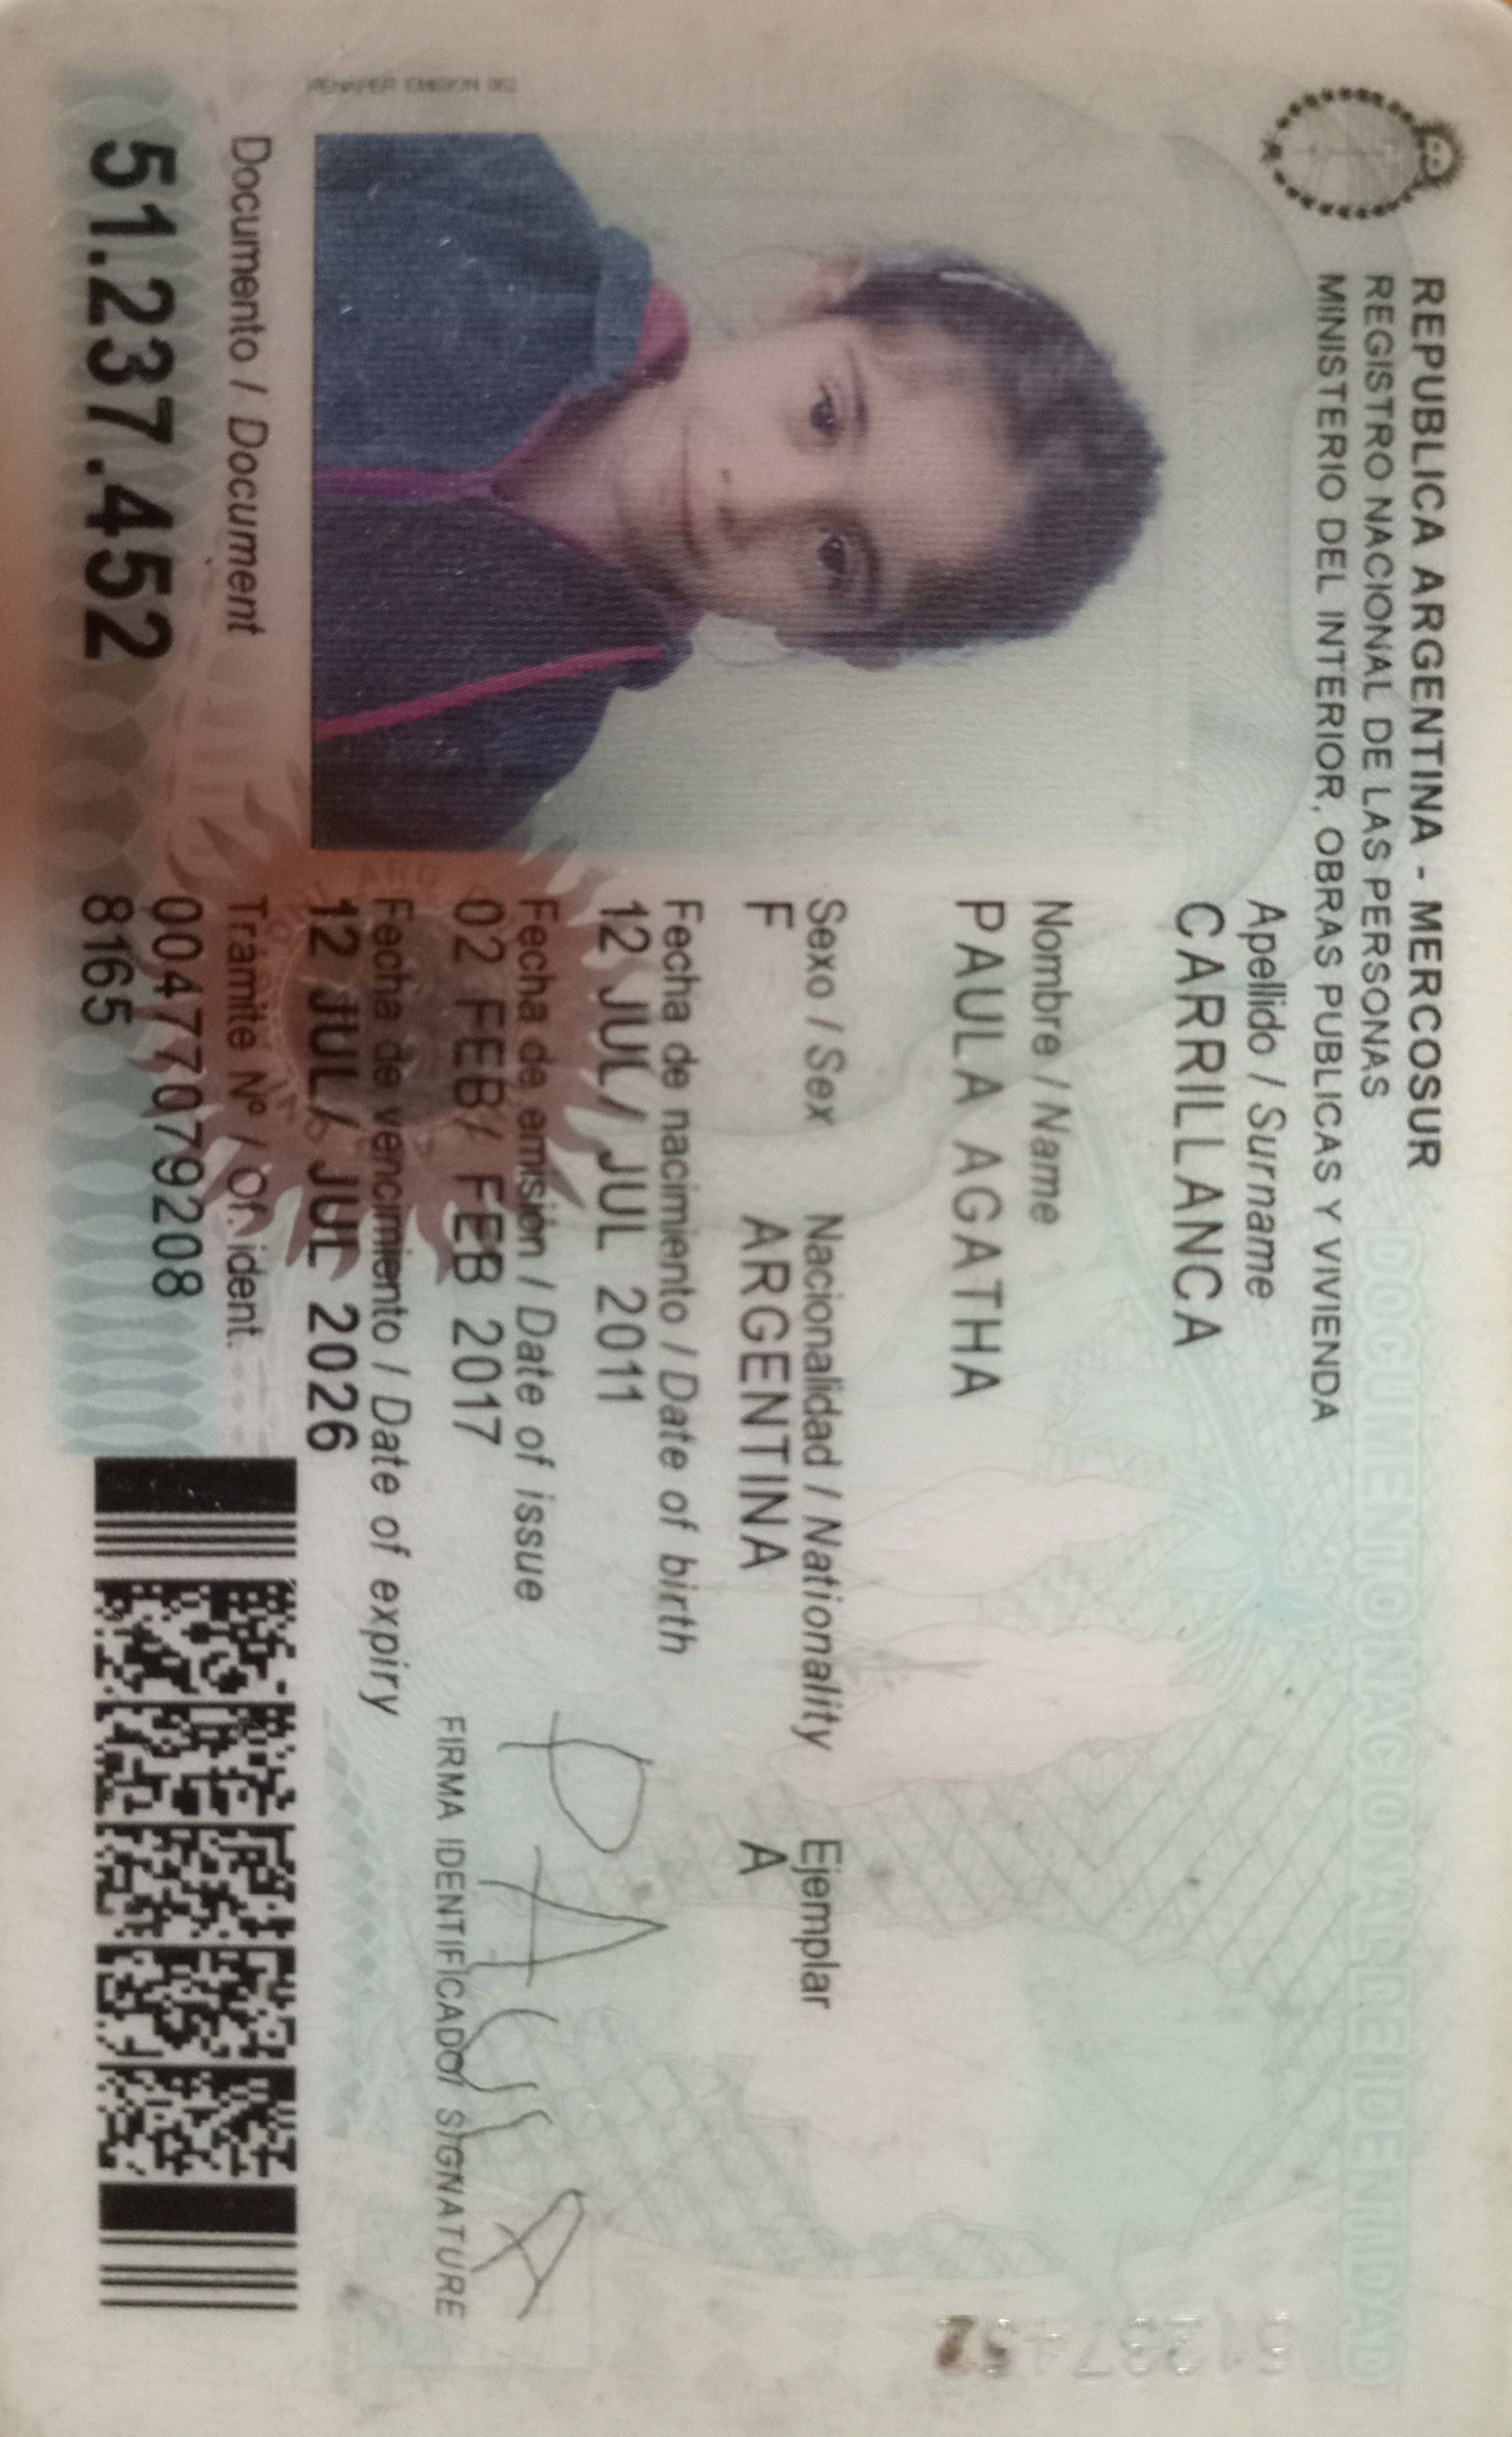 REPUBLICA ARGENTINA - MERCOSUR
REGISTRO NACIONAL DE LAS PERSONAS
MINISTERIO DEL INTERIOR, OBRAS PUBLICAS Y VIVIENDA
DOCUMENTO NACIONAL DE IDENTIDAD
Apellido / Surname
CARRILLANCA
Nombre / Name
PAULA AGATHA
Sexo / Sex Nacionalidad / Nationality Ejemplar
F ARGENTINA A
Fecha de nacimiento / Date of birth
12 JUL/ JUL 2011
Fecha de emisión / Date of issue
02 FEB/ FEB 2017
Fecha de vencimiento / Date of expiry
12 JUL/ JUL 2026
PAULA
FIRMA IDENTIFICADO/ SIGNATURE
Documento / Document
51.237.452
Trámite Nº / Of. ident.
00477079208
8165
51237452